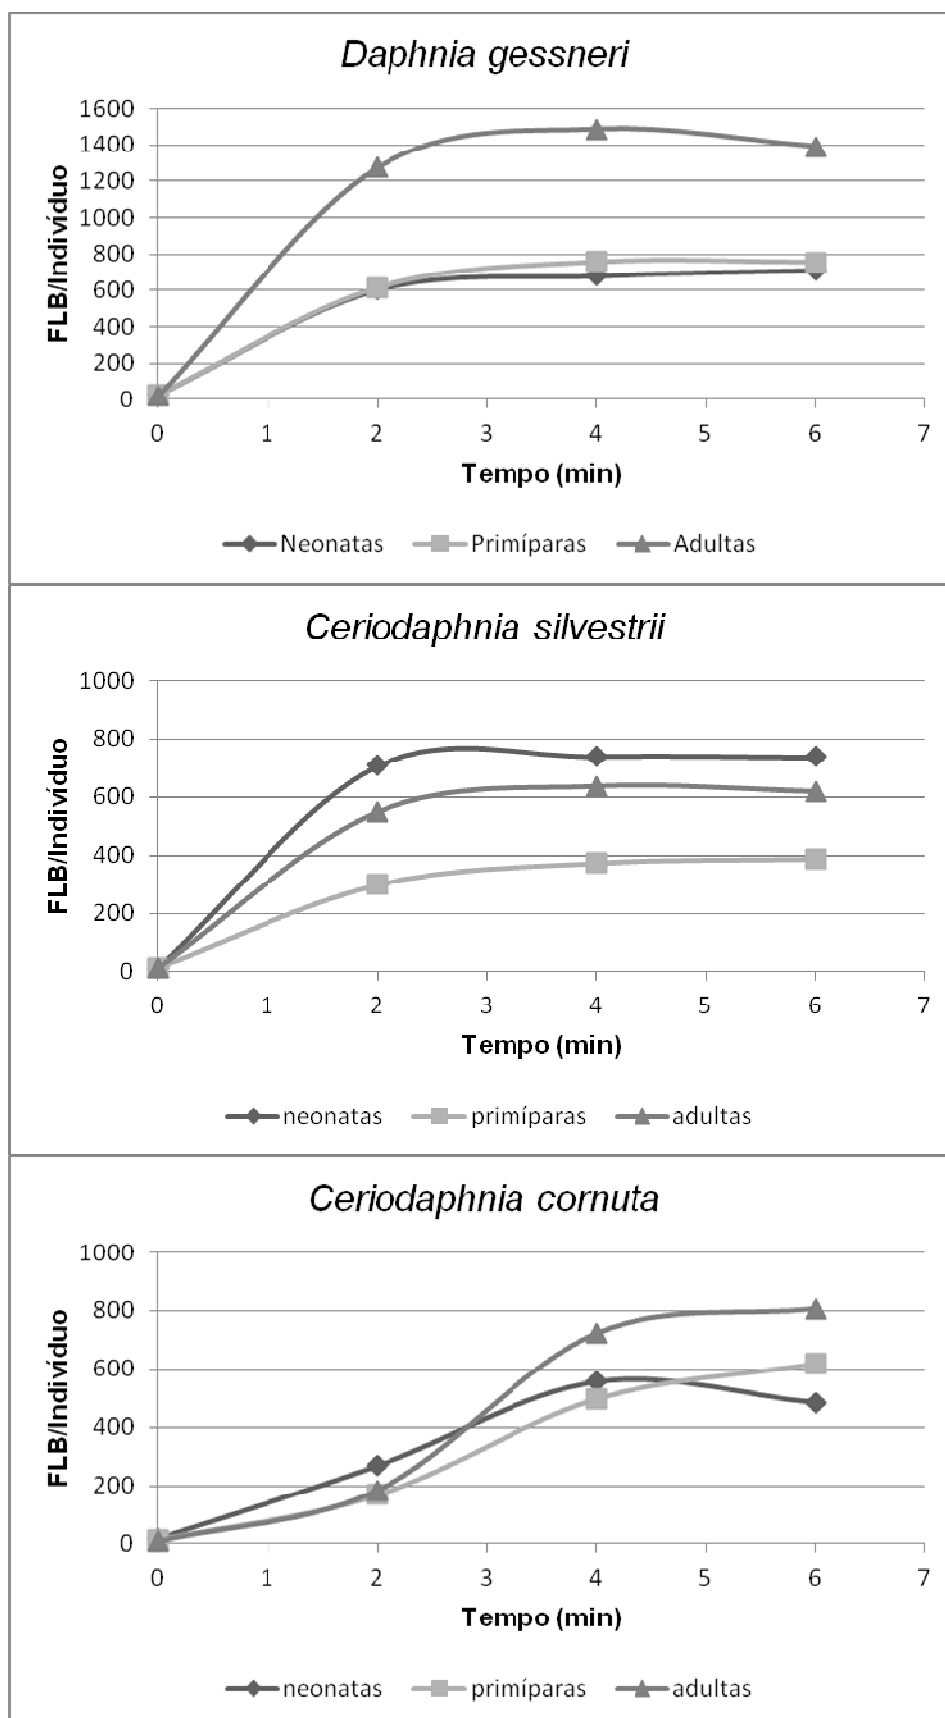 Daphnia gessneri
FLB/Indivíduo
1600
1400
1200
1000
800
600
400
200
0
0 1 2 3 4 5 6 7
Tempo (min)
Neonatas Primíparas Adultas
Ceriodaphnia silvestrii
FLB/Indivíduo
1000
800
600
400
200
0
0 1 2 3 4 5 6 7
Tempo (min)
neonatas primíparas adultas
Ceriodaphnia cornuta
FLB/Indivíduo
1000
800
600
400
200
0
0 1 2 3 4 5 6 7
Tempo (min)
neonatas primíparas adultas